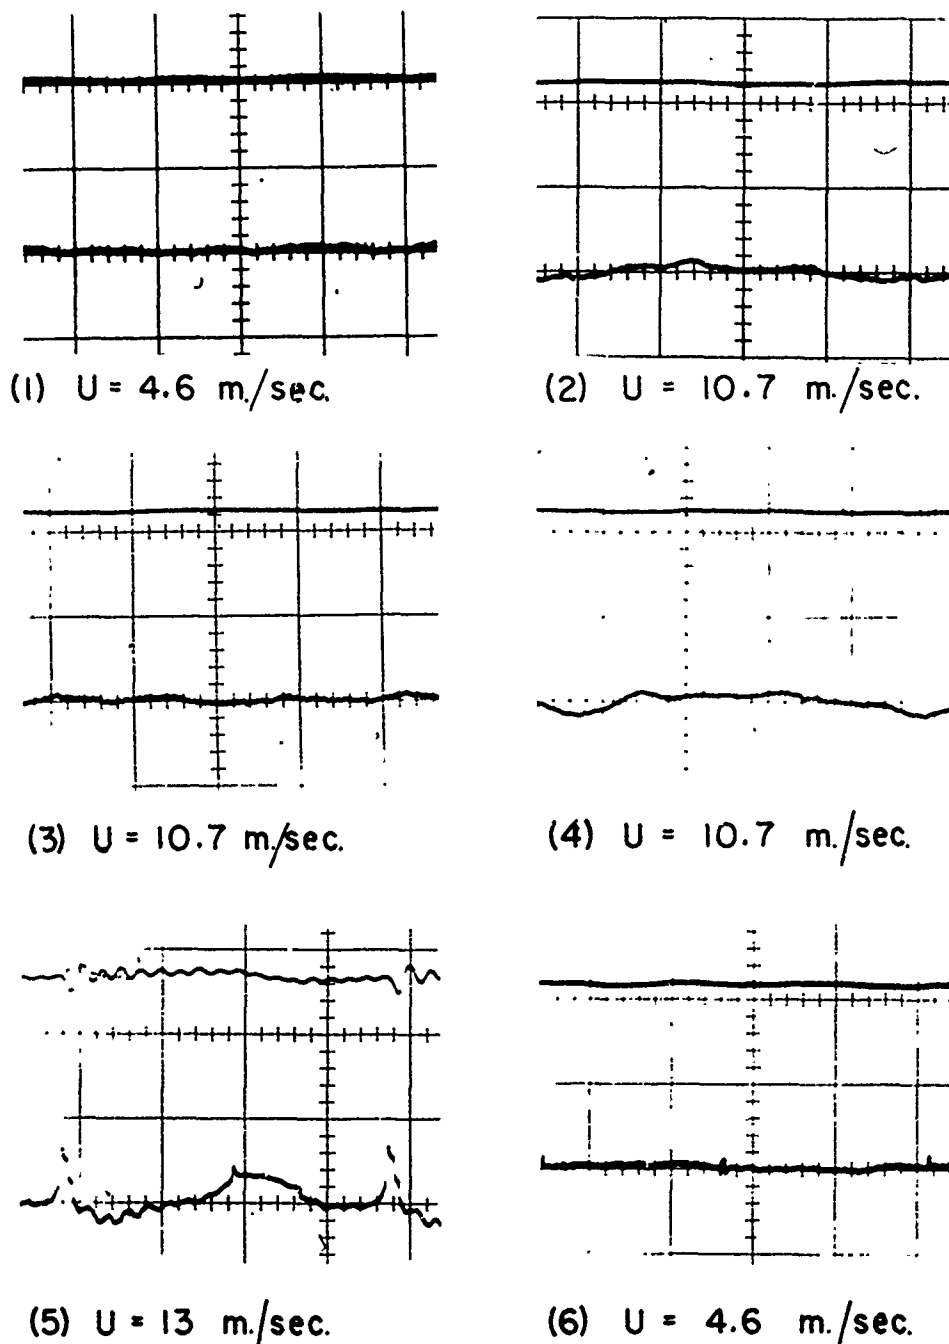 (1) U = 4.6 m./sec.
(2) U = 10.7 m./sec.
(3) U = 10.7 m/sec.
(4) U = 10.7 m./sec.
(5) U = 13 m./sec.
(6) U = 4.6 m./sec.